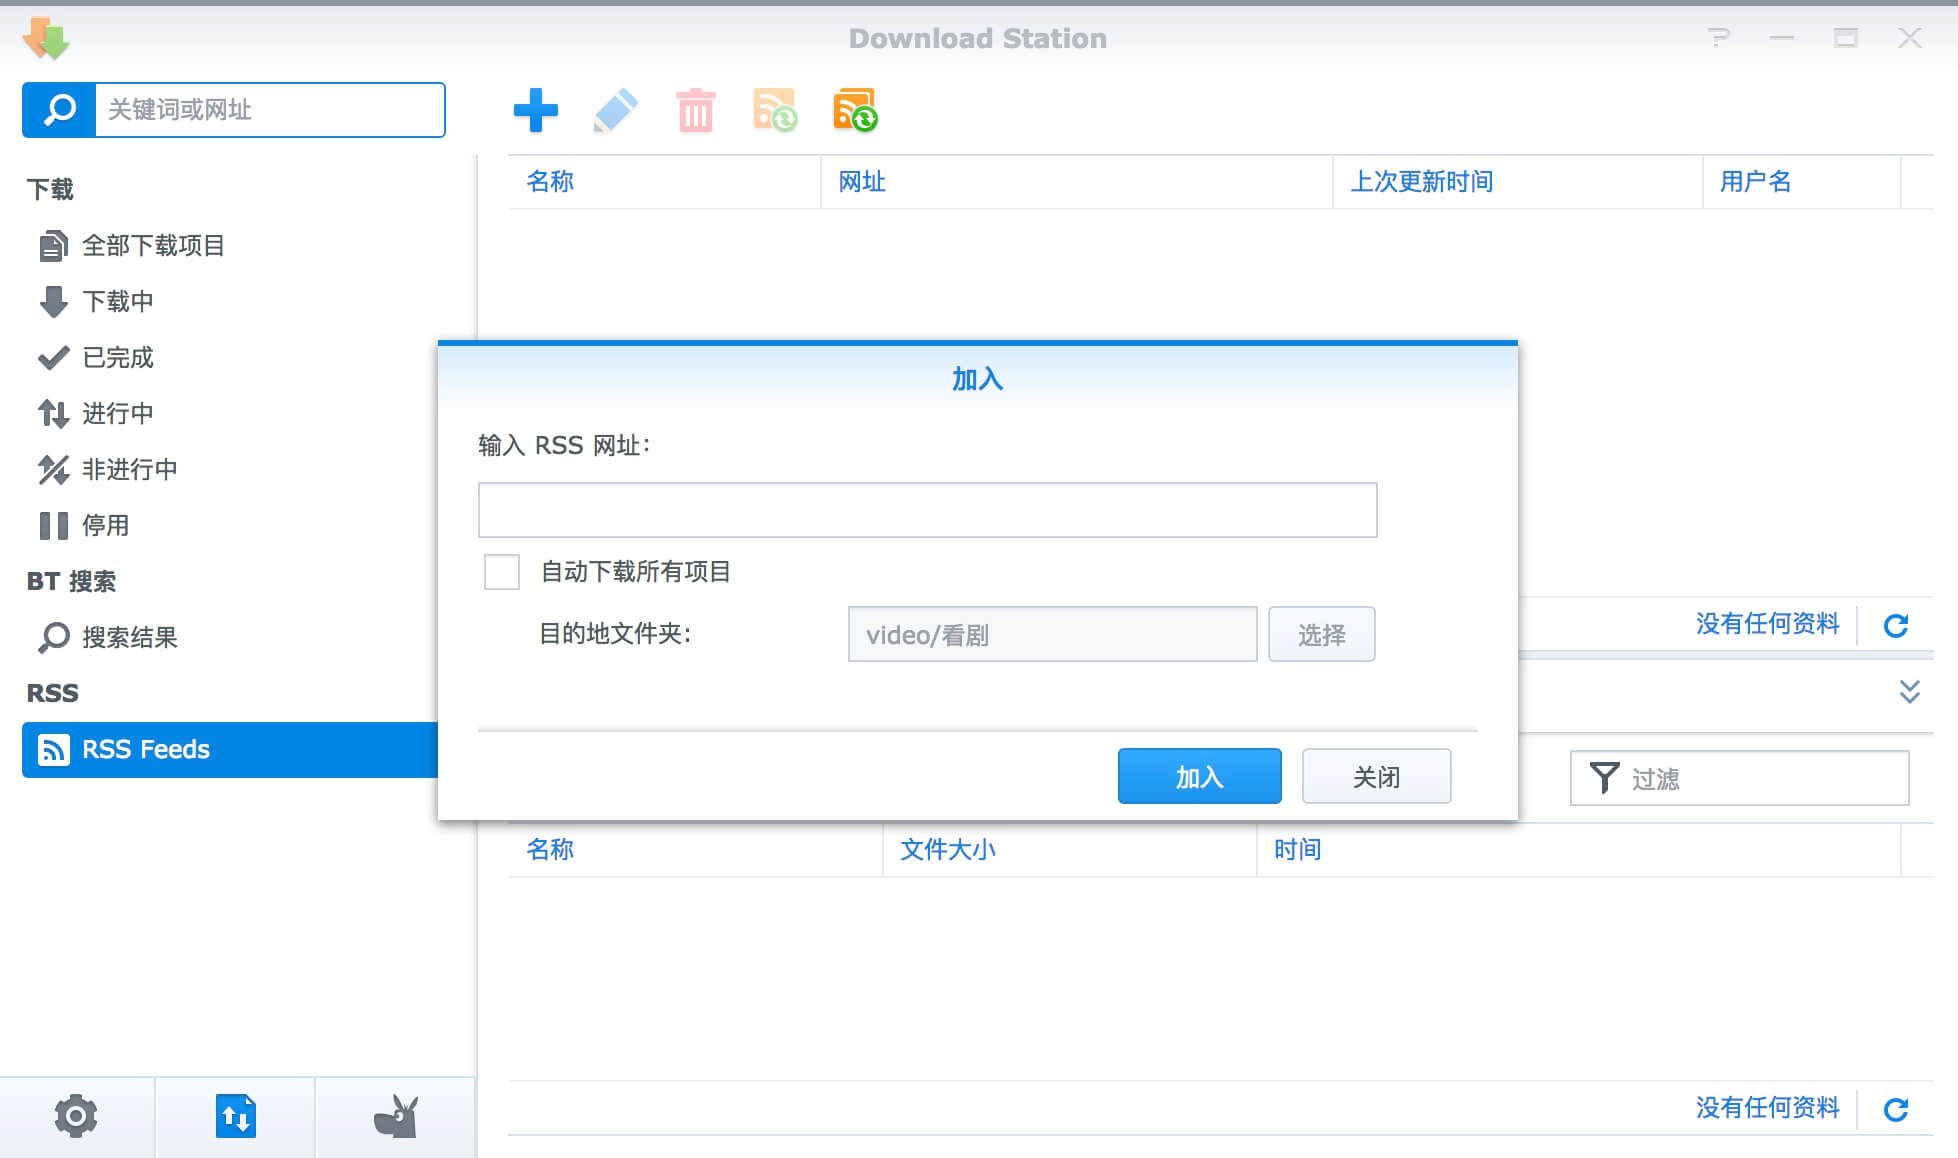 Download Station
关键词或网址
名称 网址 上次更新时间 用户名
下载
全部下载项目
下载中
已完成
进行中
非进行中
停用
BT 搜索
搜索结果
RSS
RSS Feeds
加入
输入 RSS 网址:
自动下载所有项目
目的地文件夹: video/看剧 选择
加入 关闭
没有任何资料
过滤
名称 文件大小 时间
没有任何资料